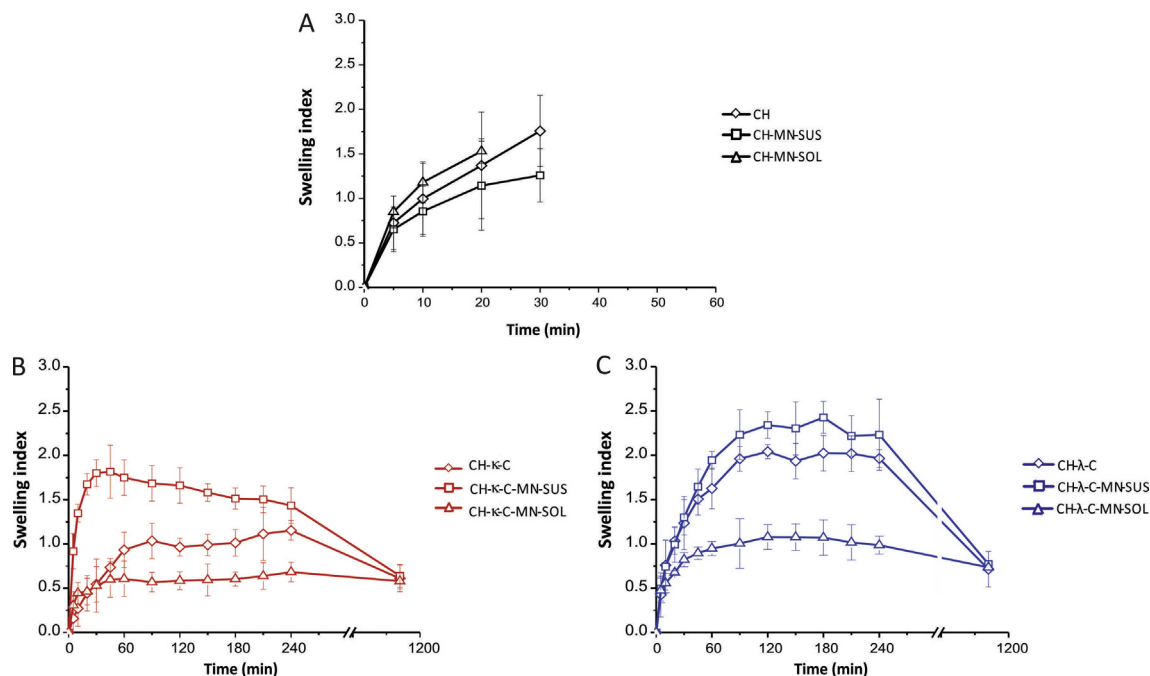 A
Swelling index
3.0
2.5
2.0
1.5
1.0
0.5
0.0
0 10 20 30 40 50 60
Time (min)
CH
CH-MN-SUS
CH-MN-SOL
B
Swelling index
3.0
2.5
2.0
1.5
1.0
0.5
0.0
0 60 120 180 240 1200
Time (min)
CH-κ-C
CH-κ-C-MN-SUS
CH-κ-C-MN-SOL
C
Swelling index
3.0
2.5
2.0
1.5
1.0
0.5
0.0
0 60 120 180 240 1200
Time (min)
CH-λ-C
CH-λ-C-MN-SUS
CH-λ-C-MN-SOL